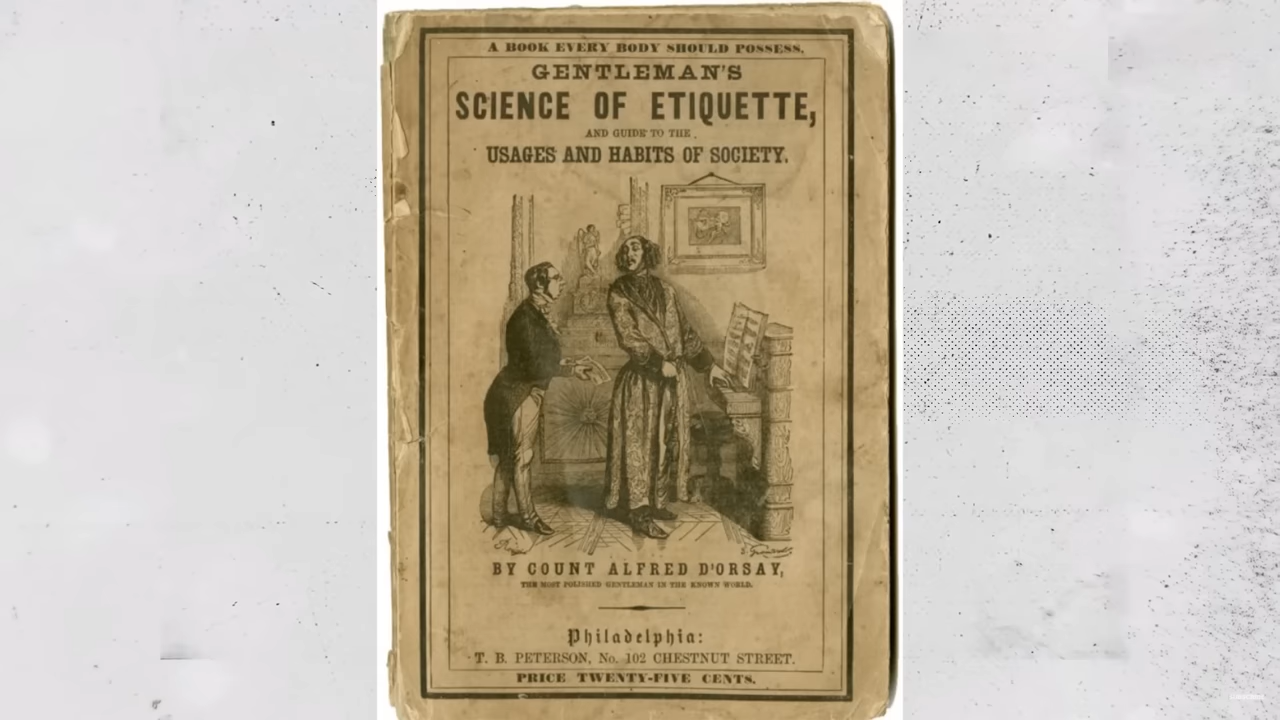 A BOOK EVERY BODY SHOULD POSSESS.
GENTLEMAN'S
SCIENCE OF ETIQUETTE,
AND GUIDE TO THE
USAGES AND HABITS OF SOCIETY.
BY COUNT ALFRED D'ORSAY,
THE MOST POLISHED GENTLEMAN IN THE KNOWN WORLD.
Philadelphia:
T. B. PETERSON, No. 102 CHESTNUT STREET.
PRICE TWENTY-FIVE CENTS.